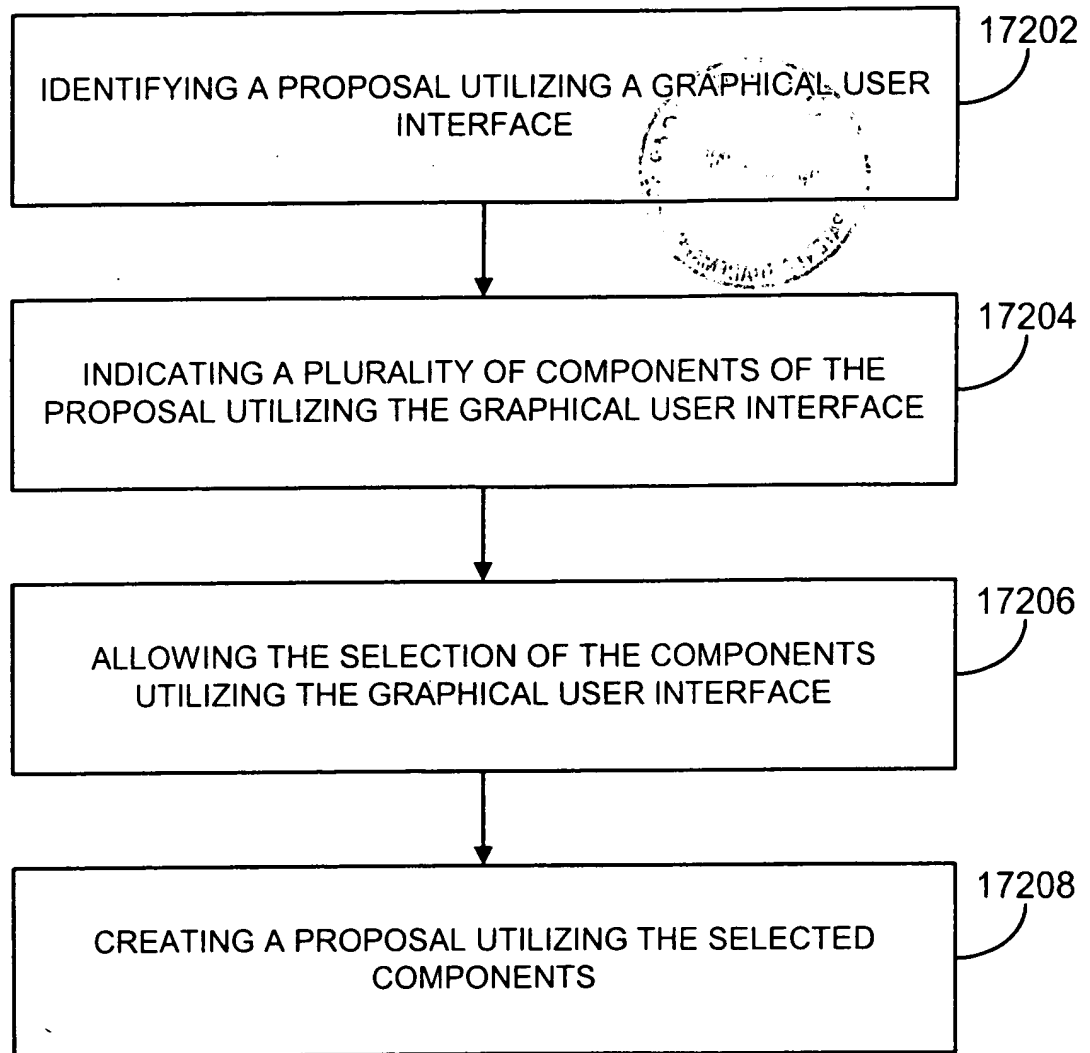 17202
IDENTIFYING A PROPOSAL UTILIZING A GRAPHICAL USER
INTERFACE
17204
INDICATING A PLURALITY OF COMPONENTS OF THE
PROPOSAL UTILIZING THE GRAPHICAL USER INTERFACE
17206
ALLOWING THE SELECTION OF THE COMPONENTS
UTILIZING THE GRAPHICAL USER INTERFACE
17208
CREATING A PROPOSAL UTILIZING THE SELECTED
COMPONENTS